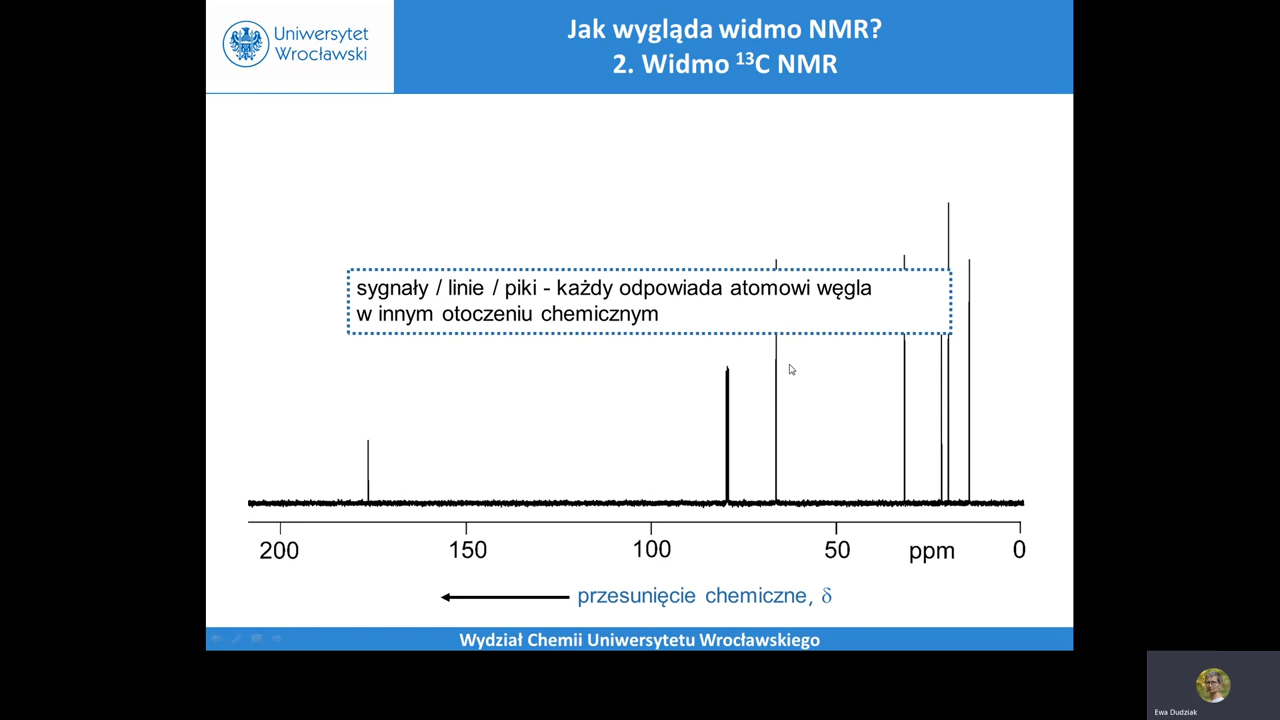 Uniwersytet
Wrocławski
Jak wygląda widmo NMR?
2. Widmo ¹³C NMR
sygnały / linie / piki - każdy odpowiada atomowi węgla
w innym otoczeniu chemicznym
200 150 100 50 ppm 0
przesunięcie chemiczne, δ
Wydział Chemii Uniwersytetu Wrocławskiego
Ewa Dudziak